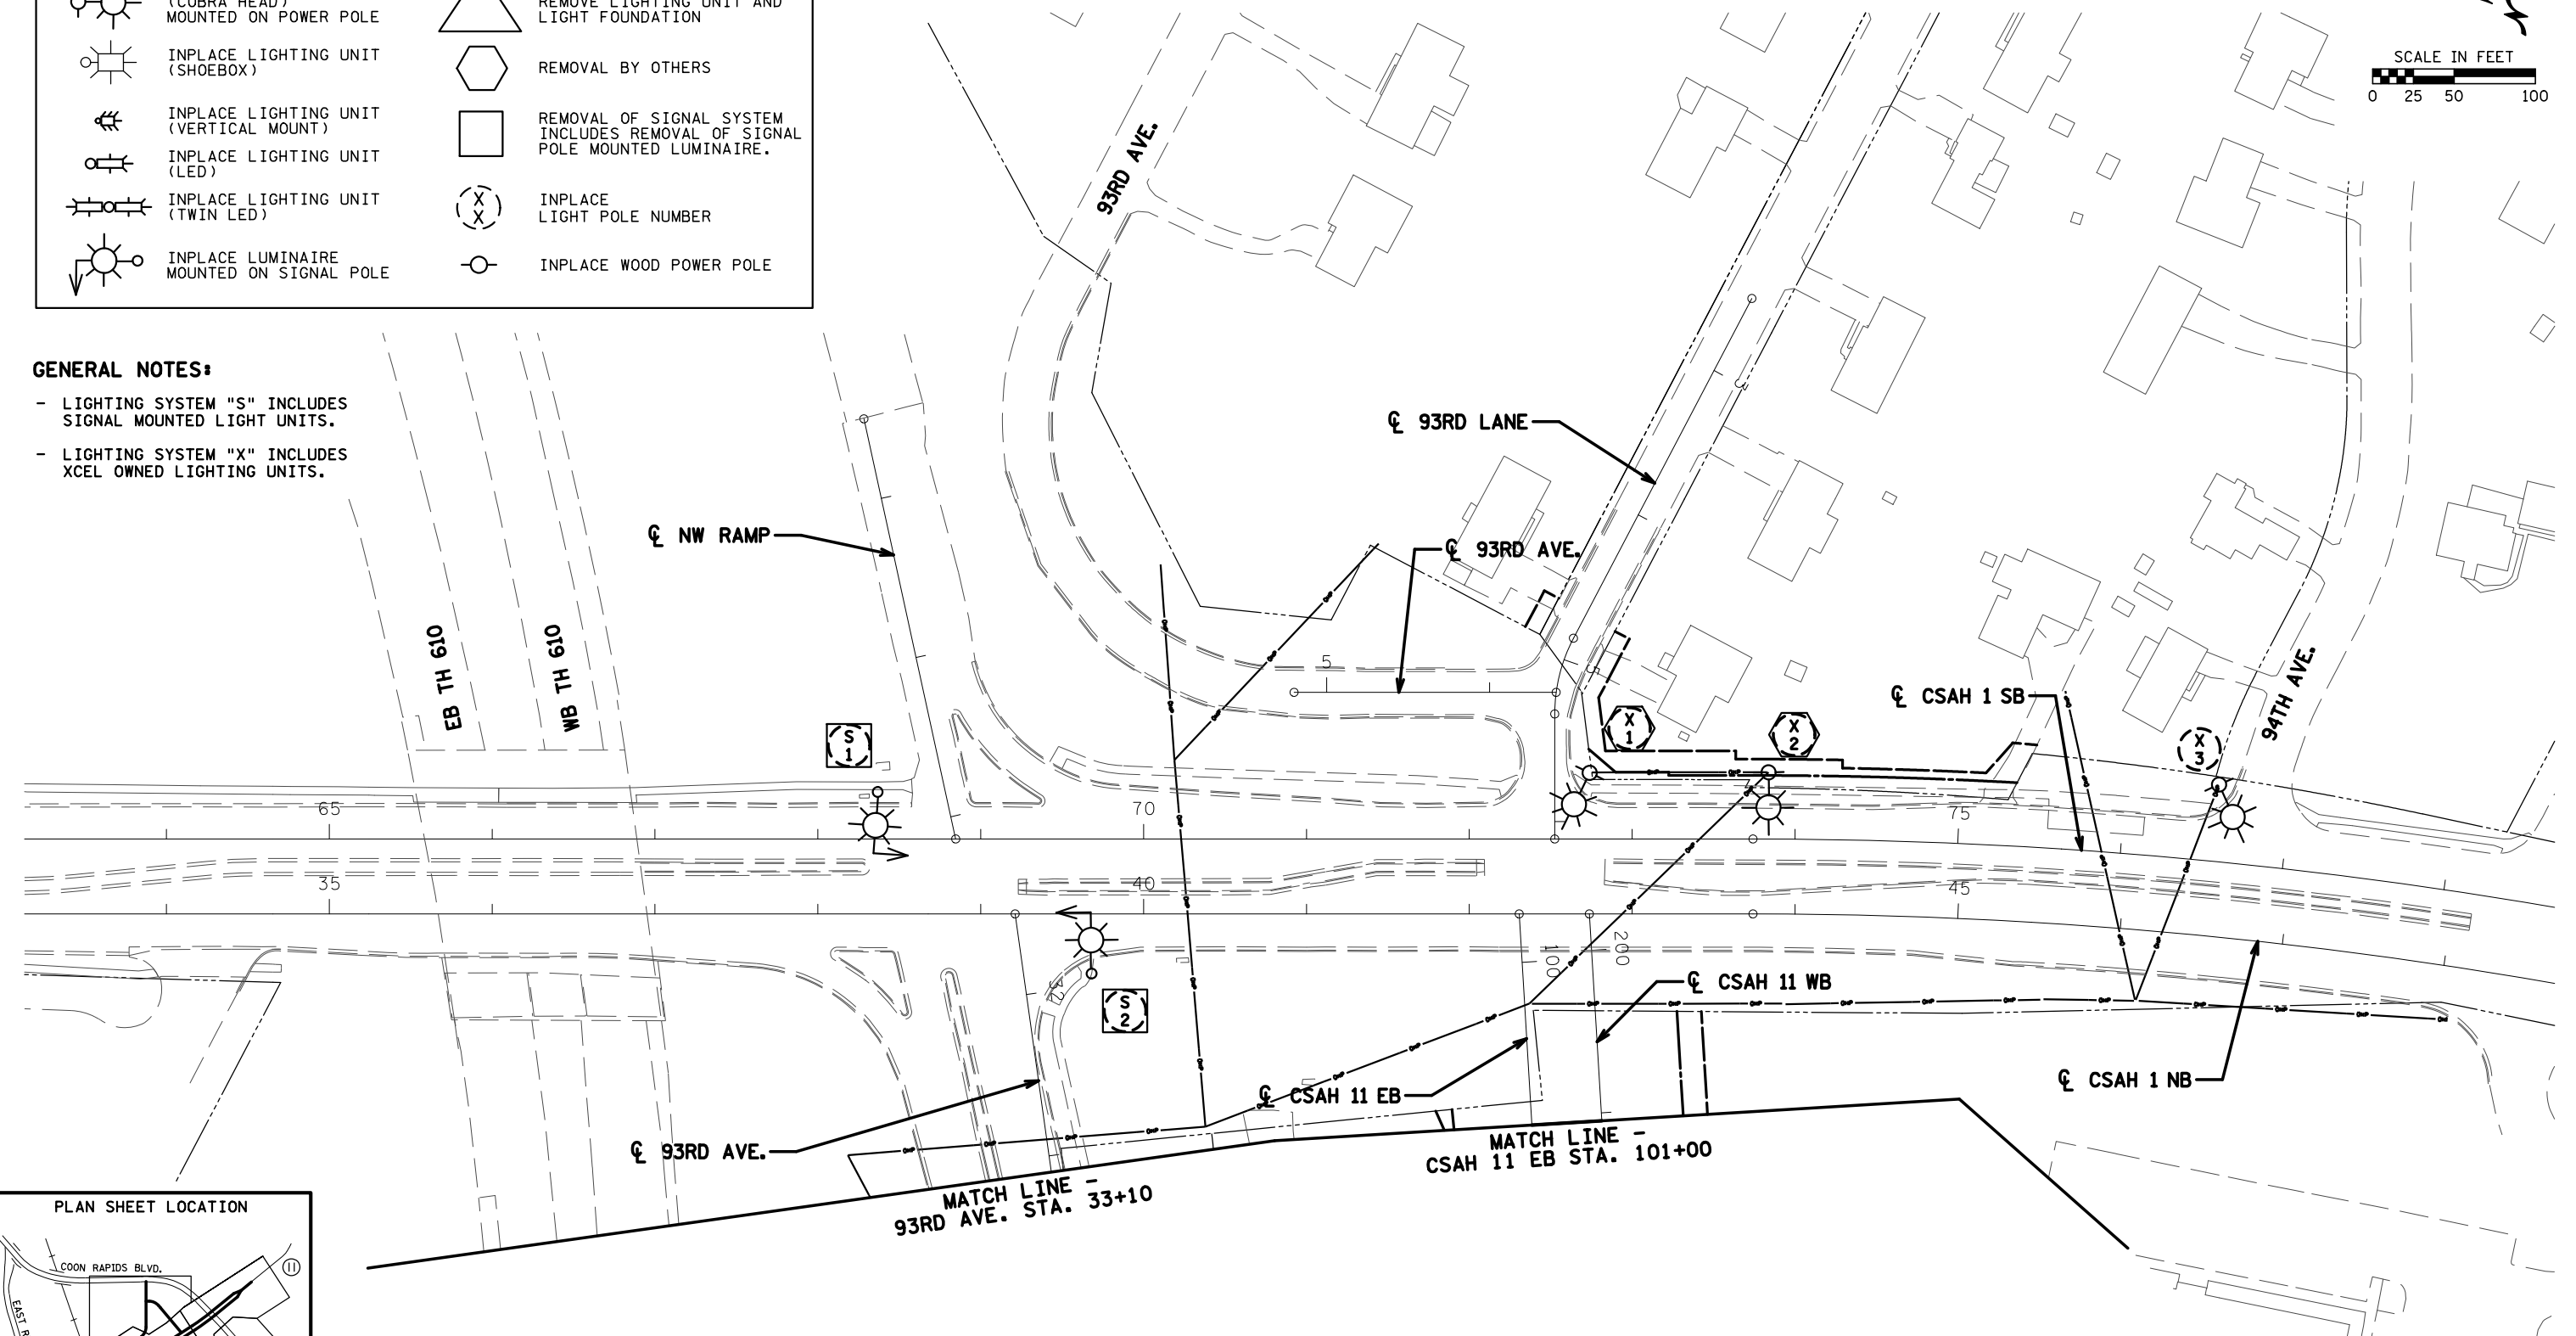 (COBRA HEAD)
MOUNTED ON POWER POLE
INPLACE LIGHTING UNIT
(SHOEBOX)
INPLACE LIGHTING UNIT
(VERTICAL MOUNT)
INPLACE LIGHTING UNIT
(LED)
INPLACE LIGHTING UNIT
(TWIN LED)
INPLACE LUMINAIRE
MOUNTED ON SIGNAL POLE
REMOVE LIGHTING UNIT AND
LIGHT FOUNDATION
REMOVAL BY OTHERS
REMOVAL OF SIGNAL SYSTEM
INCLUDES REMOVAL OF SIGNAL
POLE MOUNTED LUMINAIRE.
X
X
INPLACE
LIGHT POLE NUMBER
INPLACE WOOD POWER POLE
SCALE IN FEET
0 25 50 100
GENERAL NOTES:
- LIGHTING SYSTEM "S" INCLUDES
SIGNAL MOUNTED LIGHT UNITS.
- LIGHTING SYSTEM "X" INCLUDES
XCEL OWNED LIGHTING UNITS.
93RD AVE.
℄ 93RD LANE
℄ NW RAMP
℄ 93RD AVE.
EB TH 610
WB TH 610
5
5
S
1
X
1
X
2
℄ CSAH 1 SB
X
3
94TH AVE.
65
70
75
35
40
45
32
100
200
S
2
℄ CSAH 11 WB
℄ CSAH 11 EB
℄ CSAH 1 NB
℄ 93RD AVE.
MATCH LINE -
93RD AVE. STA. 33+10
MATCH LINE -
CSAH 11 EB STA. 101+00
PLAN SHEET LOCATION
COON RAPIDS BLVD.
11
EAST R